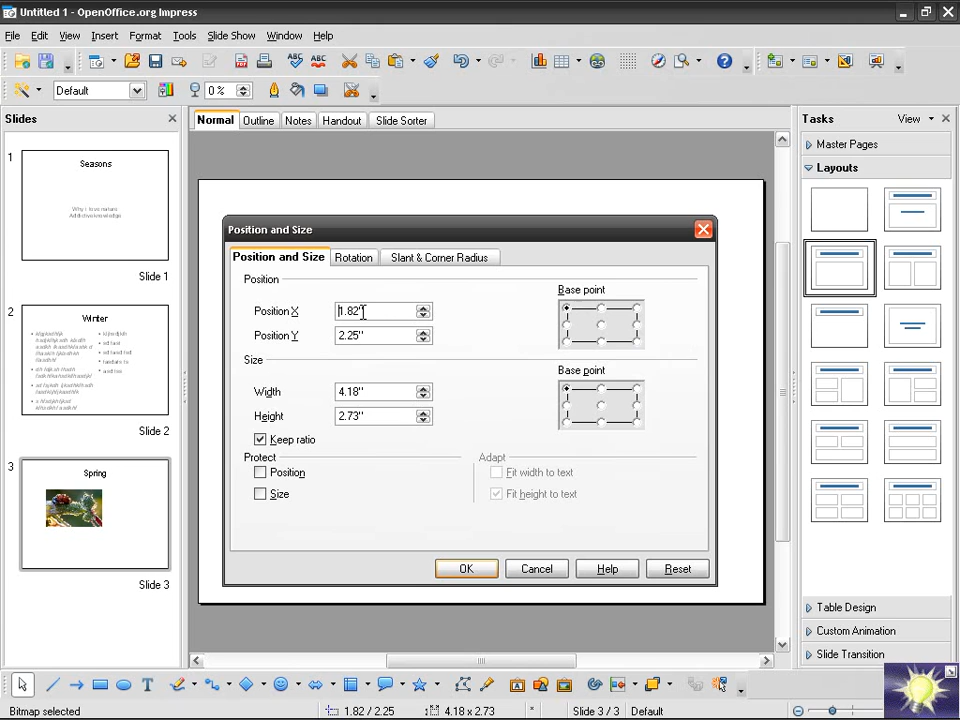 Untitled 1 - OpenOffice.org Impress
File Edit View Insert Format Tools Slide Show Window Help
Default 0 %
Slides
Normal Outline Notes Handout Slide Sorter
Tasks View
1
Seasons
Why i love nature
Addictive knowledge
Slide 1
2
Winter
Slide 2
3
Spring
Slide 3
Master Pages
Layouts
Position and Size
Position and Size Rotation Slant & Corner Radius
Position
Position X 1.82"
Position Y 2.25"
Base point
Size
Width 4.18"
Height 2.73"
Base point
Keep ratio
Protect
Position
Size
Adapt
Fit width to text
Fit height to text
OK Cancel Help Reset
Table Design
Custom Animation
Slide Transition
Bitmap selected 1.82 / 2.25 4.18 x 2.73 * Slide 3 / 3 Default